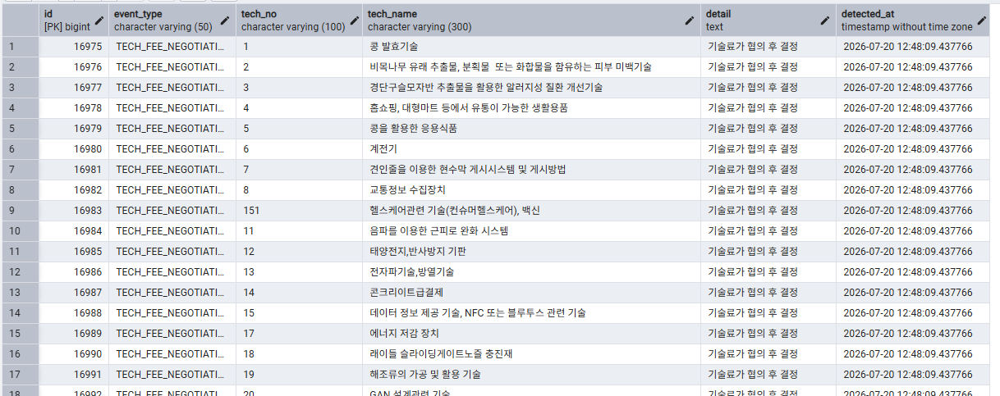 id event_type tech_no tech_name detail detected_at
[PK] bigint character varying (50) character varying (100) character varying (300) text timestamp without time zone
1 16975 TECH_FEE_NEGOTIATI... 1 콩 발효기술 기술료가 협의 후 결정 2026-07-20 12:48:09.437766
2 16976 TECH_FEE_NEGOTIATI... 2 비목나무 유래 추출물, 분획물 또는 화합물을 함유하는 피부 미백기술 기술료가 협의 후 결정 2026-07-20 12:48:09.437766
3 16977 TECH_FEE_NEGOTIATI... 3 경단구슬모자반 추출물을 활용한 알러지성 질환 개선기술 기술료가 협의 후 결정 2026-07-20 12:48:09.437766
4 16978 TECH_FEE_NEGOTIATI... 4 홈쇼핑, 대형마트 등에서 유통이 가능한 생활용품 기술료가 협의 후 결정 2026-07-20 12:48:09.437766
5 16979 TECH_FEE_NEGOTIATI... 5 콩을 활용한 응용식품 기술료가 협의 후 결정 2026-07-20 12:48:09.437766
6 16980 TECH_FEE_NEGOTIATI... 6 계전기 기술료가 협의 후 결정 2026-07-20 12:48:09.437766
7 16981 TECH_FEE_NEGOTIATI... 7 견인줄을 이용한 현수막 게시시스템 및 게시방법 기술료가 협의 후 결정 2026-07-20 12:48:09.437766
8 16982 TECH_FEE_NEGOTIATI... 8 교통정보 수집장치 기술료가 협의 후 결정 2026-07-20 12:48:09.437766
9 16983 TECH_FEE_NEGOTIATI... 151 헬스케어관련 기술(컨슈머헬스케어), 백신 기술료가 협의 후 결정 2026-07-20 12:48:09.437766
10 16984 TECH_FEE_NEGOTIATI... 11 음파를 이용한 근피로 완화 시스템 기술료가 협의 후 결정 2026-07-20 12:48:09.437766
11 16985 TECH_FEE_NEGOTIATI... 12 태양전지,반사방지 기판 기술료가 협의 후 결정 2026-07-20 12:48:09.437766
12 16986 TECH_FEE_NEGOTIATI... 13 전자파기술,방열기술 기술료가 협의 후 결정 2026-07-20 12:48:09.437766
13 16987 TECH_FEE_NEGOTIATI... 14 콘크리이트급결제 기술료가 협의 후 결정 2026-07-20 12:48:09.437766
14 16988 TECH_FEE_NEGOTIATI... 15 데이터 정보 제공 기술, NFC 또는 블루투스 관련 기술 기술료가 협의 후 결정 2026-07-20 12:48:09.437766
15 16989 TECH_FEE_NEGOTIATI... 17 에너지 저감 장치 기술료가 협의 후 결정 2026-07-20 12:48:09.437766
16 16990 TECH_FEE_NEGOTIATI... 18 래이들 슬라이딩게이트노즐 충진재 기술료가 협의 후 결정 2026-07-20 12:48:09.437766
17 16991 TECH_FEE_NEGOTIATI... 19 해조류의 가공 및 활용 기술 기술료가 협의 후 결정 2026-07-20 12:48:09.437766
18 16992 TECH_FEE_NEGOTIATI... 20 GAN 설계관련 기술 기술료가 협의 후 결정 2026-07-20 12:48:09.437766